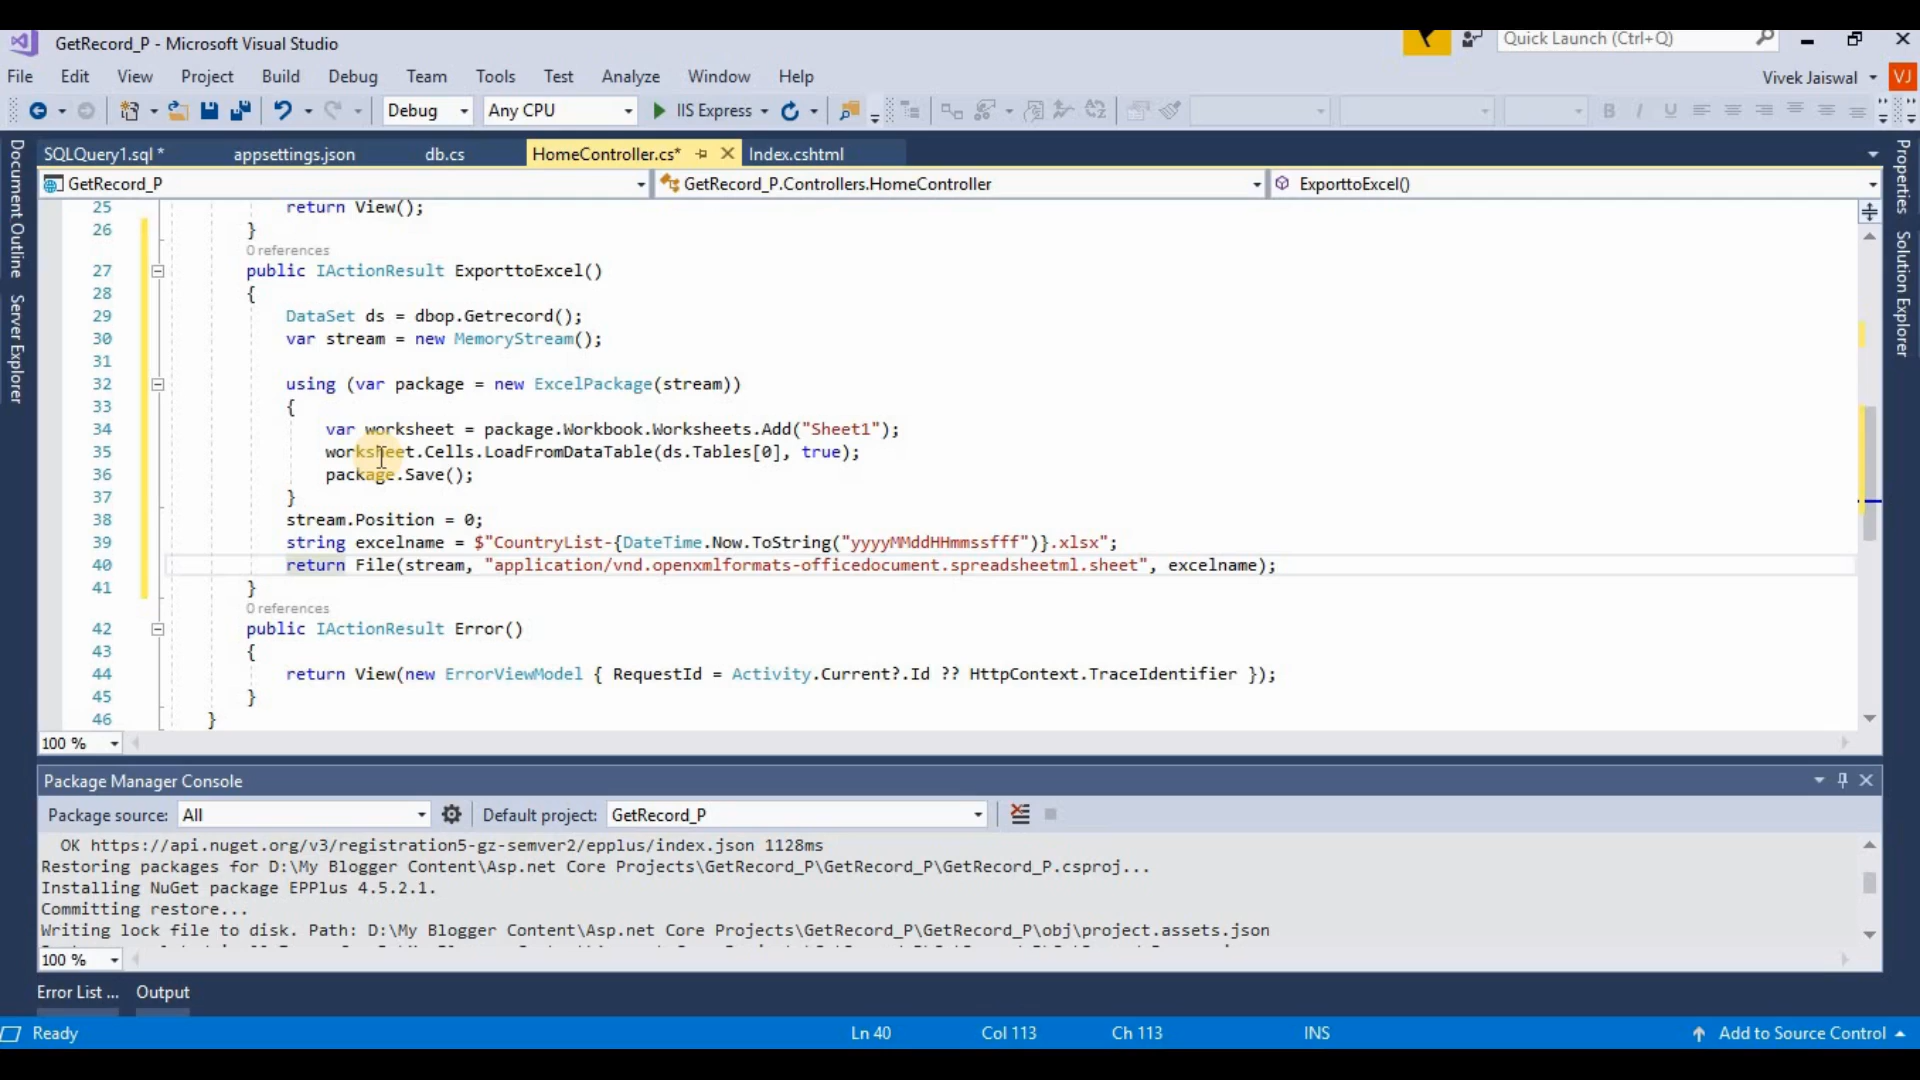 GetRecord_P - Microsoft Visual Studio
Quick Launch (Ctrl+Q)
File Edit View Project Build Debug Team Tools Test Analyze Window Help
Vivek Jaiswal VJ
Debug Any CPU IIS Express
SQLQuery1.sql * appsettings.json db.cs HomeController.cs* Index.cshtml
GetRecord_P GetRecord_P.Controllers.HomeController ExporttoExcel()
Document Outline
Server Explorer
Properties
Solution Explorer
25 return View();
26 }
0 references
27 public IActionResult ExporttoExcel()
28 {
29 DataSet ds = dbop.Getrecord();
30 var stream = new MemoryStream();
31
32 using (var package = new ExcelPackage(stream))
33 {
34 var worksheet = package.Workbook.Worksheets.Add("Sheet1");
35 worksheet.Cells.LoadFromDataTable(ds.Tables[0], true);
36 package.Save();
37 }
38 stream.Position = 0;
39 string excelname = $"CountryList-{DateTime.Now.ToString("yyyyMMddHHmmssfff")}.xlsx";
40 return File(stream, "application/vnd.openxmlformats-officedocument.spreadsheetml.sheet", excelname);
41 }
0 references
42 public IActionResult Error()
43 {
44 return View(new ErrorViewModel { RequestId = Activity.Current?.Id ?? HttpContext.TraceIdentifier });
45 }
46 }
100 %
Package Manager Console
Package source: All Default project: GetRecord_P
OK https://api.nuget.org/v3/registration5-gz-semver2/epplus/index.json 1128ms
Restoring packages for D:\My Blogger Content\Asp.net Core Projects\GetRecord_P\GetRecord_P\GetRecord_P.csproj...
Installing NuGet package EPPlus 4.5.2.1.
Committing restore...
Writing lock file to disk. Path: D:\My Blogger Content\Asp.net Core Projects\GetRecord_P\GetRecord_P\obj\project.assets.json
100 %
Error List ... Output
Ready Ln 40 Col 113 Ch 113 INS Add to Source Control